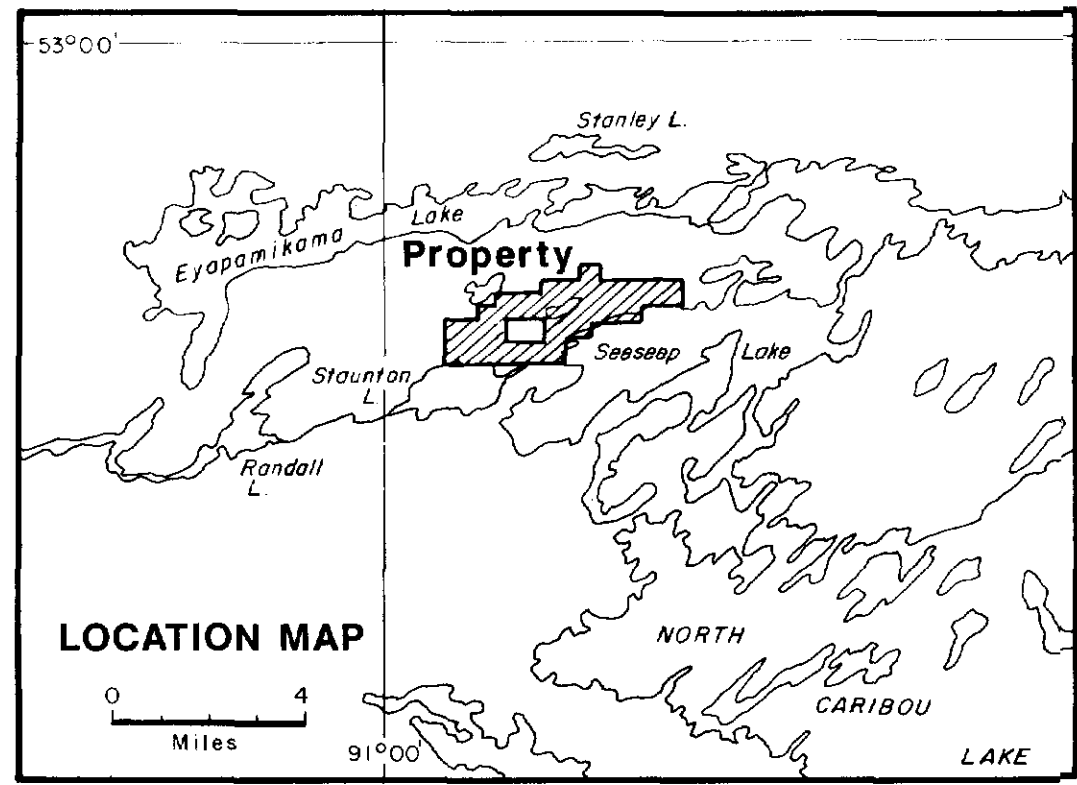 53°00'
Stanley L.
Eyapamikama Lake
Property
Seeseep Lake
Staunton
L.
Randall
L.
LOCATION MAP
NORTH
CARIBOU
LAKE
0 4
Miles
91°00'